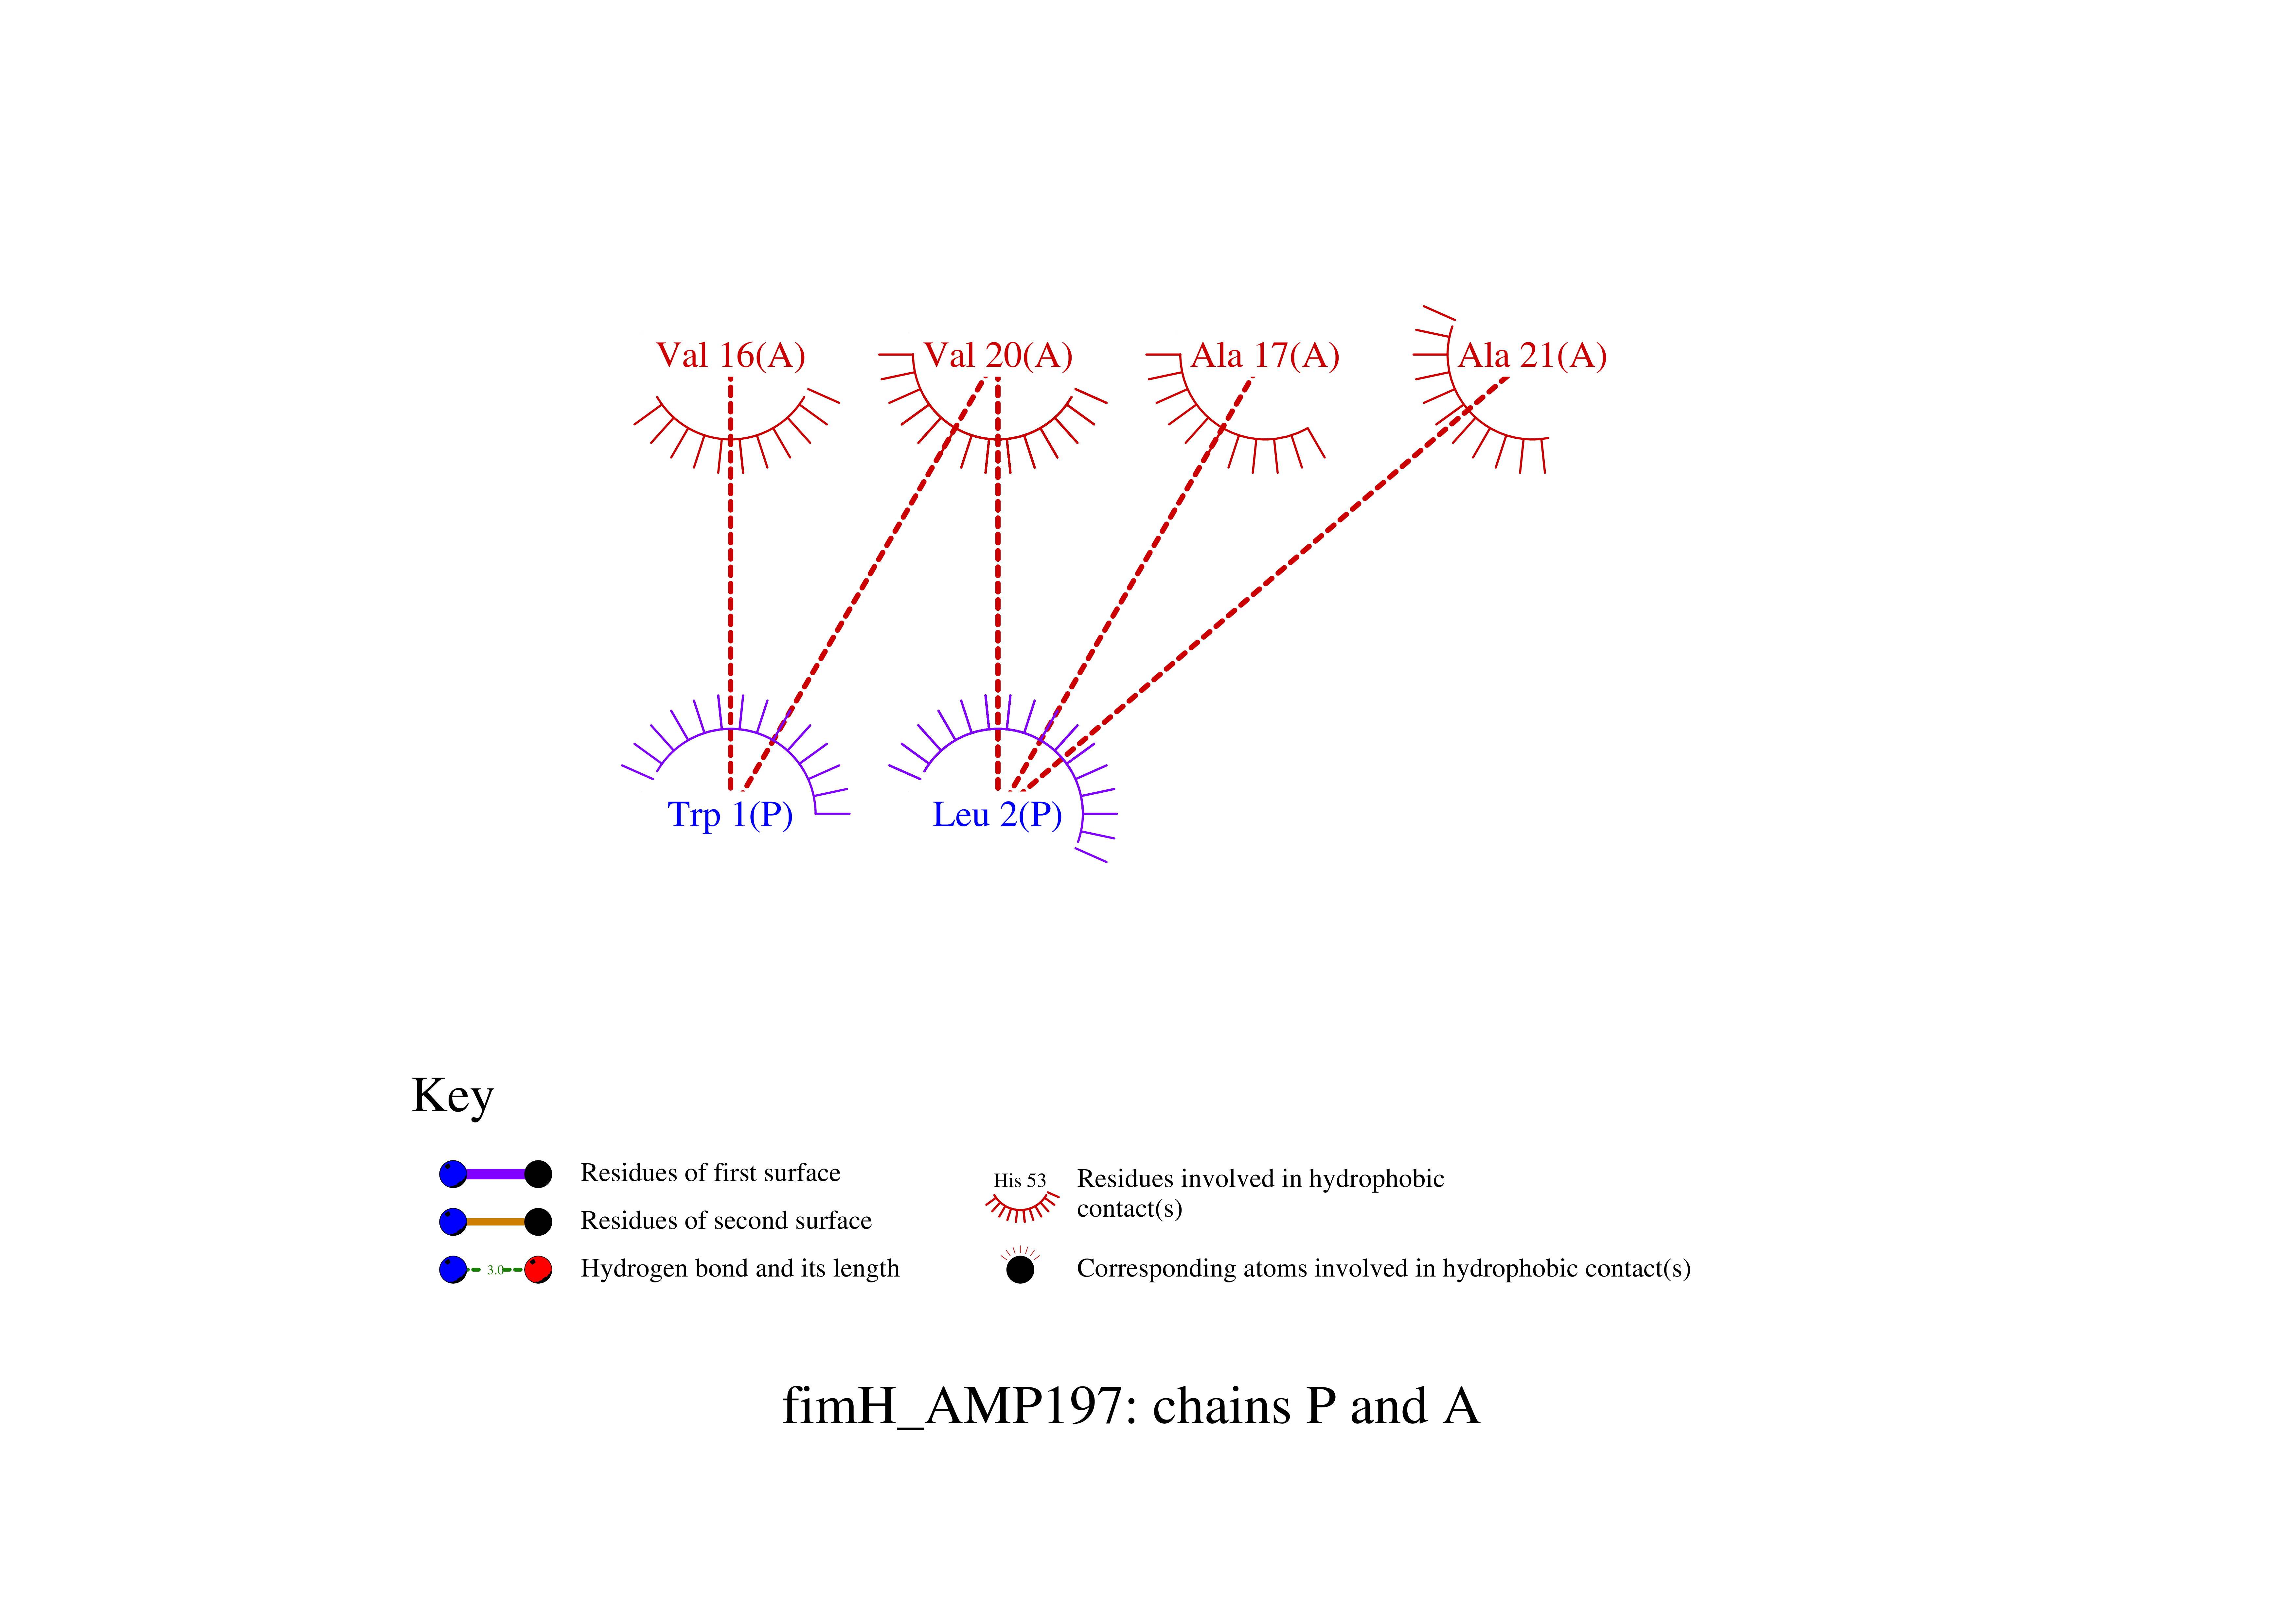 Val 16(A) Val 20(A) Ala 17(A) Ala 21(A)
Trp 1(P) Leu 2(P)
Key
Residues of first surface
Residues of second surface
3.0 Hydrogen bond and its length
His 53 Residues involved in hydrophobic
contact(s)
Corresponding atoms involved in hydrophobic contact(s)
fimH_AMP197: chains P and A